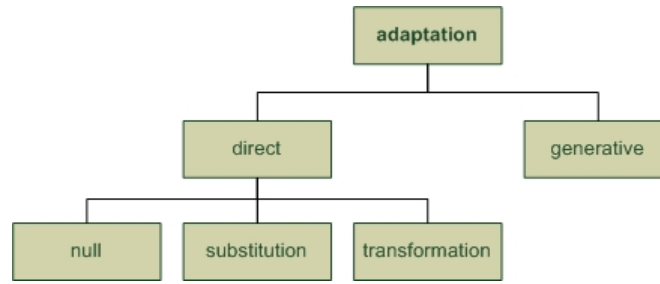 adaptation
direct
generative
null
substitution
transformation